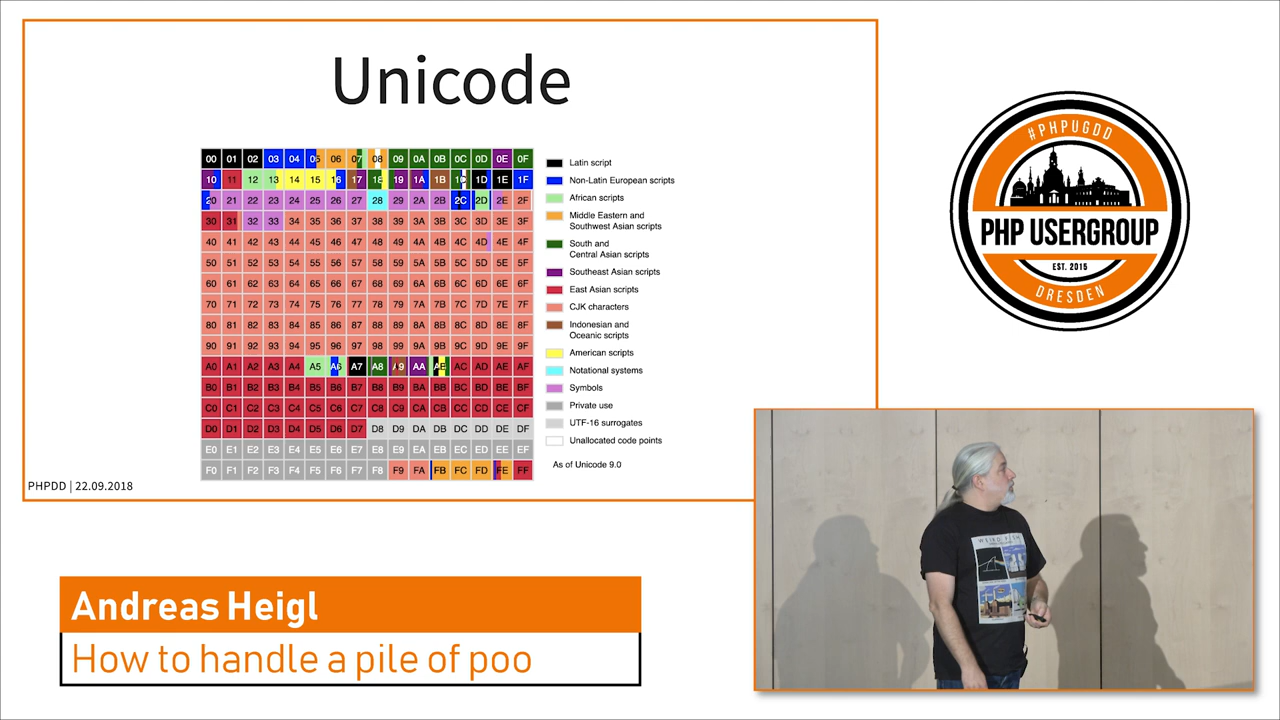 Unicode
00 01 02 03 04 05 06 07 08 09 0A 0B 0C 0D 0E 0F
10 11 12 13 14 15 16 17 18 19 1A 1B 1C 1D 1E 1F
20 21 22 23 24 25 26 27 28 29 2A 2B 2C 2D 2E 2F
30 31 32 33 34 35 36 37 38 39 3A 3B 3C 3D 3E 3F
40 41 42 43 44 45 46 47 48 49 4A 4B 4C 4D 4E 4F
50 51 52 53 54 55 56 57 58 59 5A 5B 5C 5D 5E 5F
60 61 62 63 64 65 66 67 68 69 6A 6B 6C 6D 6E 6F
70 71 72 73 74 75 76 77 78 79 7A 7B 7C 7D 7E 7F
80 81 82 83 84 85 86 87 88 89 8A 8B 8C 8D 8E 8F
90 91 92 93 94 95 96 97 98 99 9A 9B 9C 9D 9E 9F
A0 A1 A2 A3 A4 A5 A6 A7 A8 A9 AA AB AC AD AE AF
B0 B1 B2 B3 B4 B5 B6 B7 B8 B9 BA BB BC BD BE BF
C0 C1 C2 C3 C4 C5 C6 C7 C8 C9 CA CB CC CD CE CF
D0 D1 D2 D3 D4 D5 D6 D7 D8 D9 DA DB DC DD DE DF
E0 E1 E2 E3 E4 E5 E6 E7 E8 E9 EA EB EC ED EE EF
F0 F1 F2 F3 F4 F5 F6 F7 F8 F9 FA FB FC FD FE FF
Latin script
Non-Latin European scripts
African scripts
Middle Eastern and
Southwest Asian scripts
South and
Central Asian scripts
Southeast Asian scripts
East Asian scripts
CJK characters
Indonesian and
Oceanic scripts
American scripts
Notational systems
Symbols
Private use
UTF-16 surrogates
Unallocated code points
As of Unicode 9.0
PHPDD | 22.09.2018
#PHPUGDD
PHP USERGROUP
EST. 2015
DRESDEN
Andreas Heigl
How to handle a pile of poo